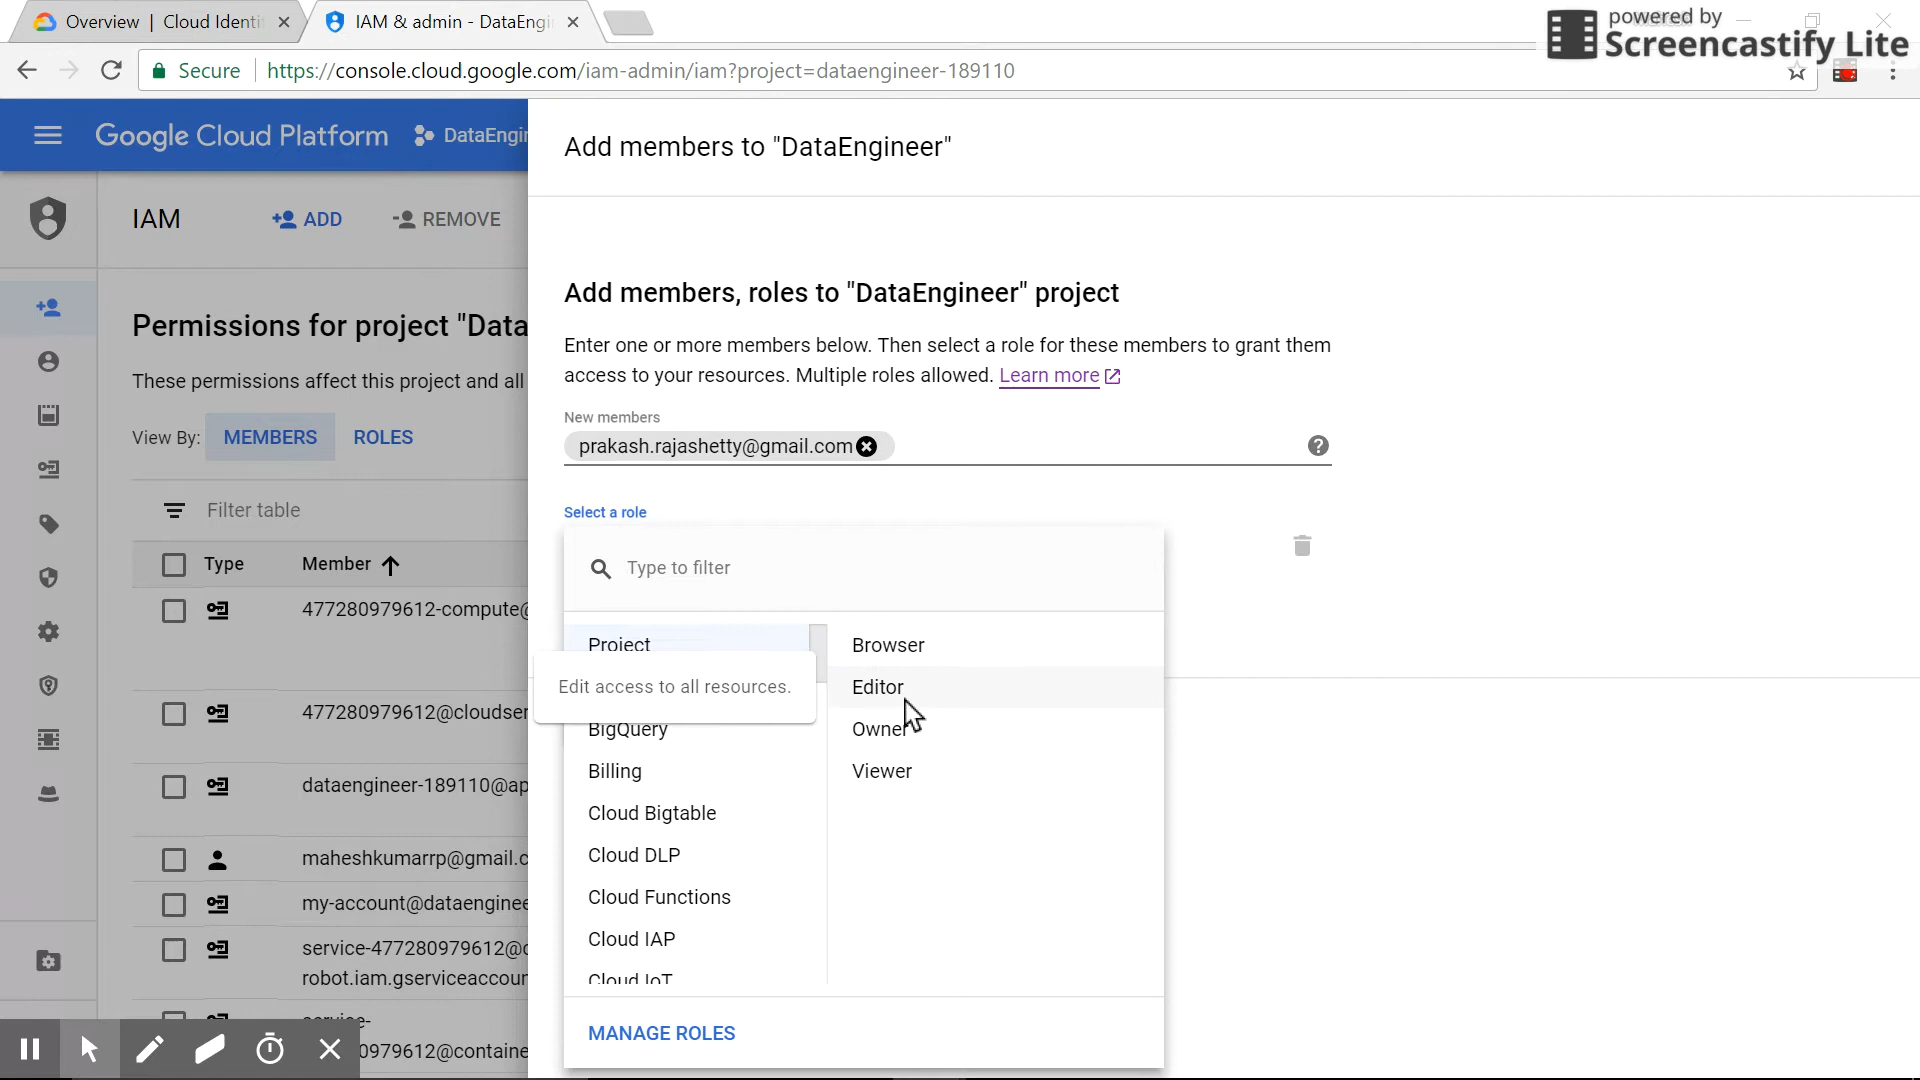 Overview | Cloud Identi
IAM & admin - DataEngi
powered by
Screencastify Lite
Secure
https://console.cloud.google.com/iam-admin/iam?project=dataengineer-189110
Google Cloud Platform
DataEngin
Add members to "DataEngineer"
IAM
ADD
REMOVE
Permissions for project "Data
These permissions affect this project and all
View By:
MEMBERS
ROLES
Filter table
Type
Member
477280979612-compute@
477280979612@cloudser
dataengineer-189110@ap
maheshkumarrp@gmail.c
my-account@dataenginee
service-477280979612@c
robot.iam.gserviceaccoun
service-
0979612@containe
Add members, roles to "DataEngineer" project
Enter one or more members below. Then select a role for these members to grant them
access to your resources. Multiple roles allowed. Learn more
New members
prakash.rajashetty@gmail.com
Select a role
Type to filter
Project
Edit access to all resources.
BigQuery
Billing
Cloud Bigtable
Cloud DLP
Cloud Functions
Cloud IAP
Cloud IoT
Browser
Editor
Owner
Viewer
MANAGE ROLES